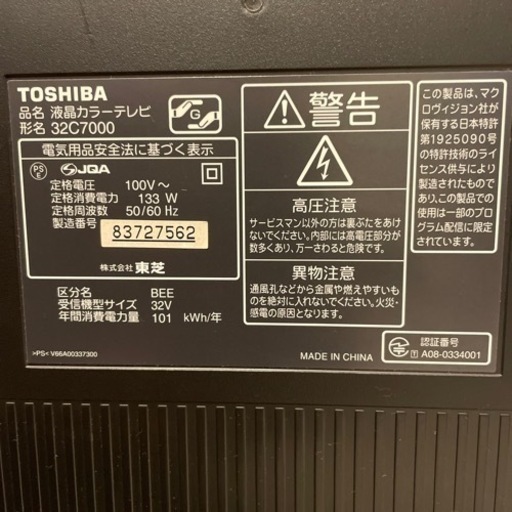 TOSHIBA
品名 液晶カラーテレビ
形名 32C7000
G
電気用品安全法に基づく表示
PS
E
JQA
定格電圧 100V〜
定格消費電力 133 W
定格周波数 50/60 Hz
製造番号
83727562
株式会社 東芝
区分名 BEE
受信機型サイズ 32V
年間消費電力量 101 kWh/年
>PS< V66A00337300
警告
高圧注意
サービスマン以外の方は裏ぶたをあけ
ないでください。内部には高電圧部分が
数多くあり、万一さわると危険です。
異物注意
通風孔などから金属や燃えやすいも
のを絶対に入れないでください。火災・
感電の原因となります。
MADE IN CHINA
この製品は、マク
ロヴィジョン社が
保有する日本特許
第1925090号
の特許技術のライ
センス供与により
製造されたもので
あり、この製品での
使用は一部のプロ
グラム配信に限定
されています。
認証番号
T A08-0334001